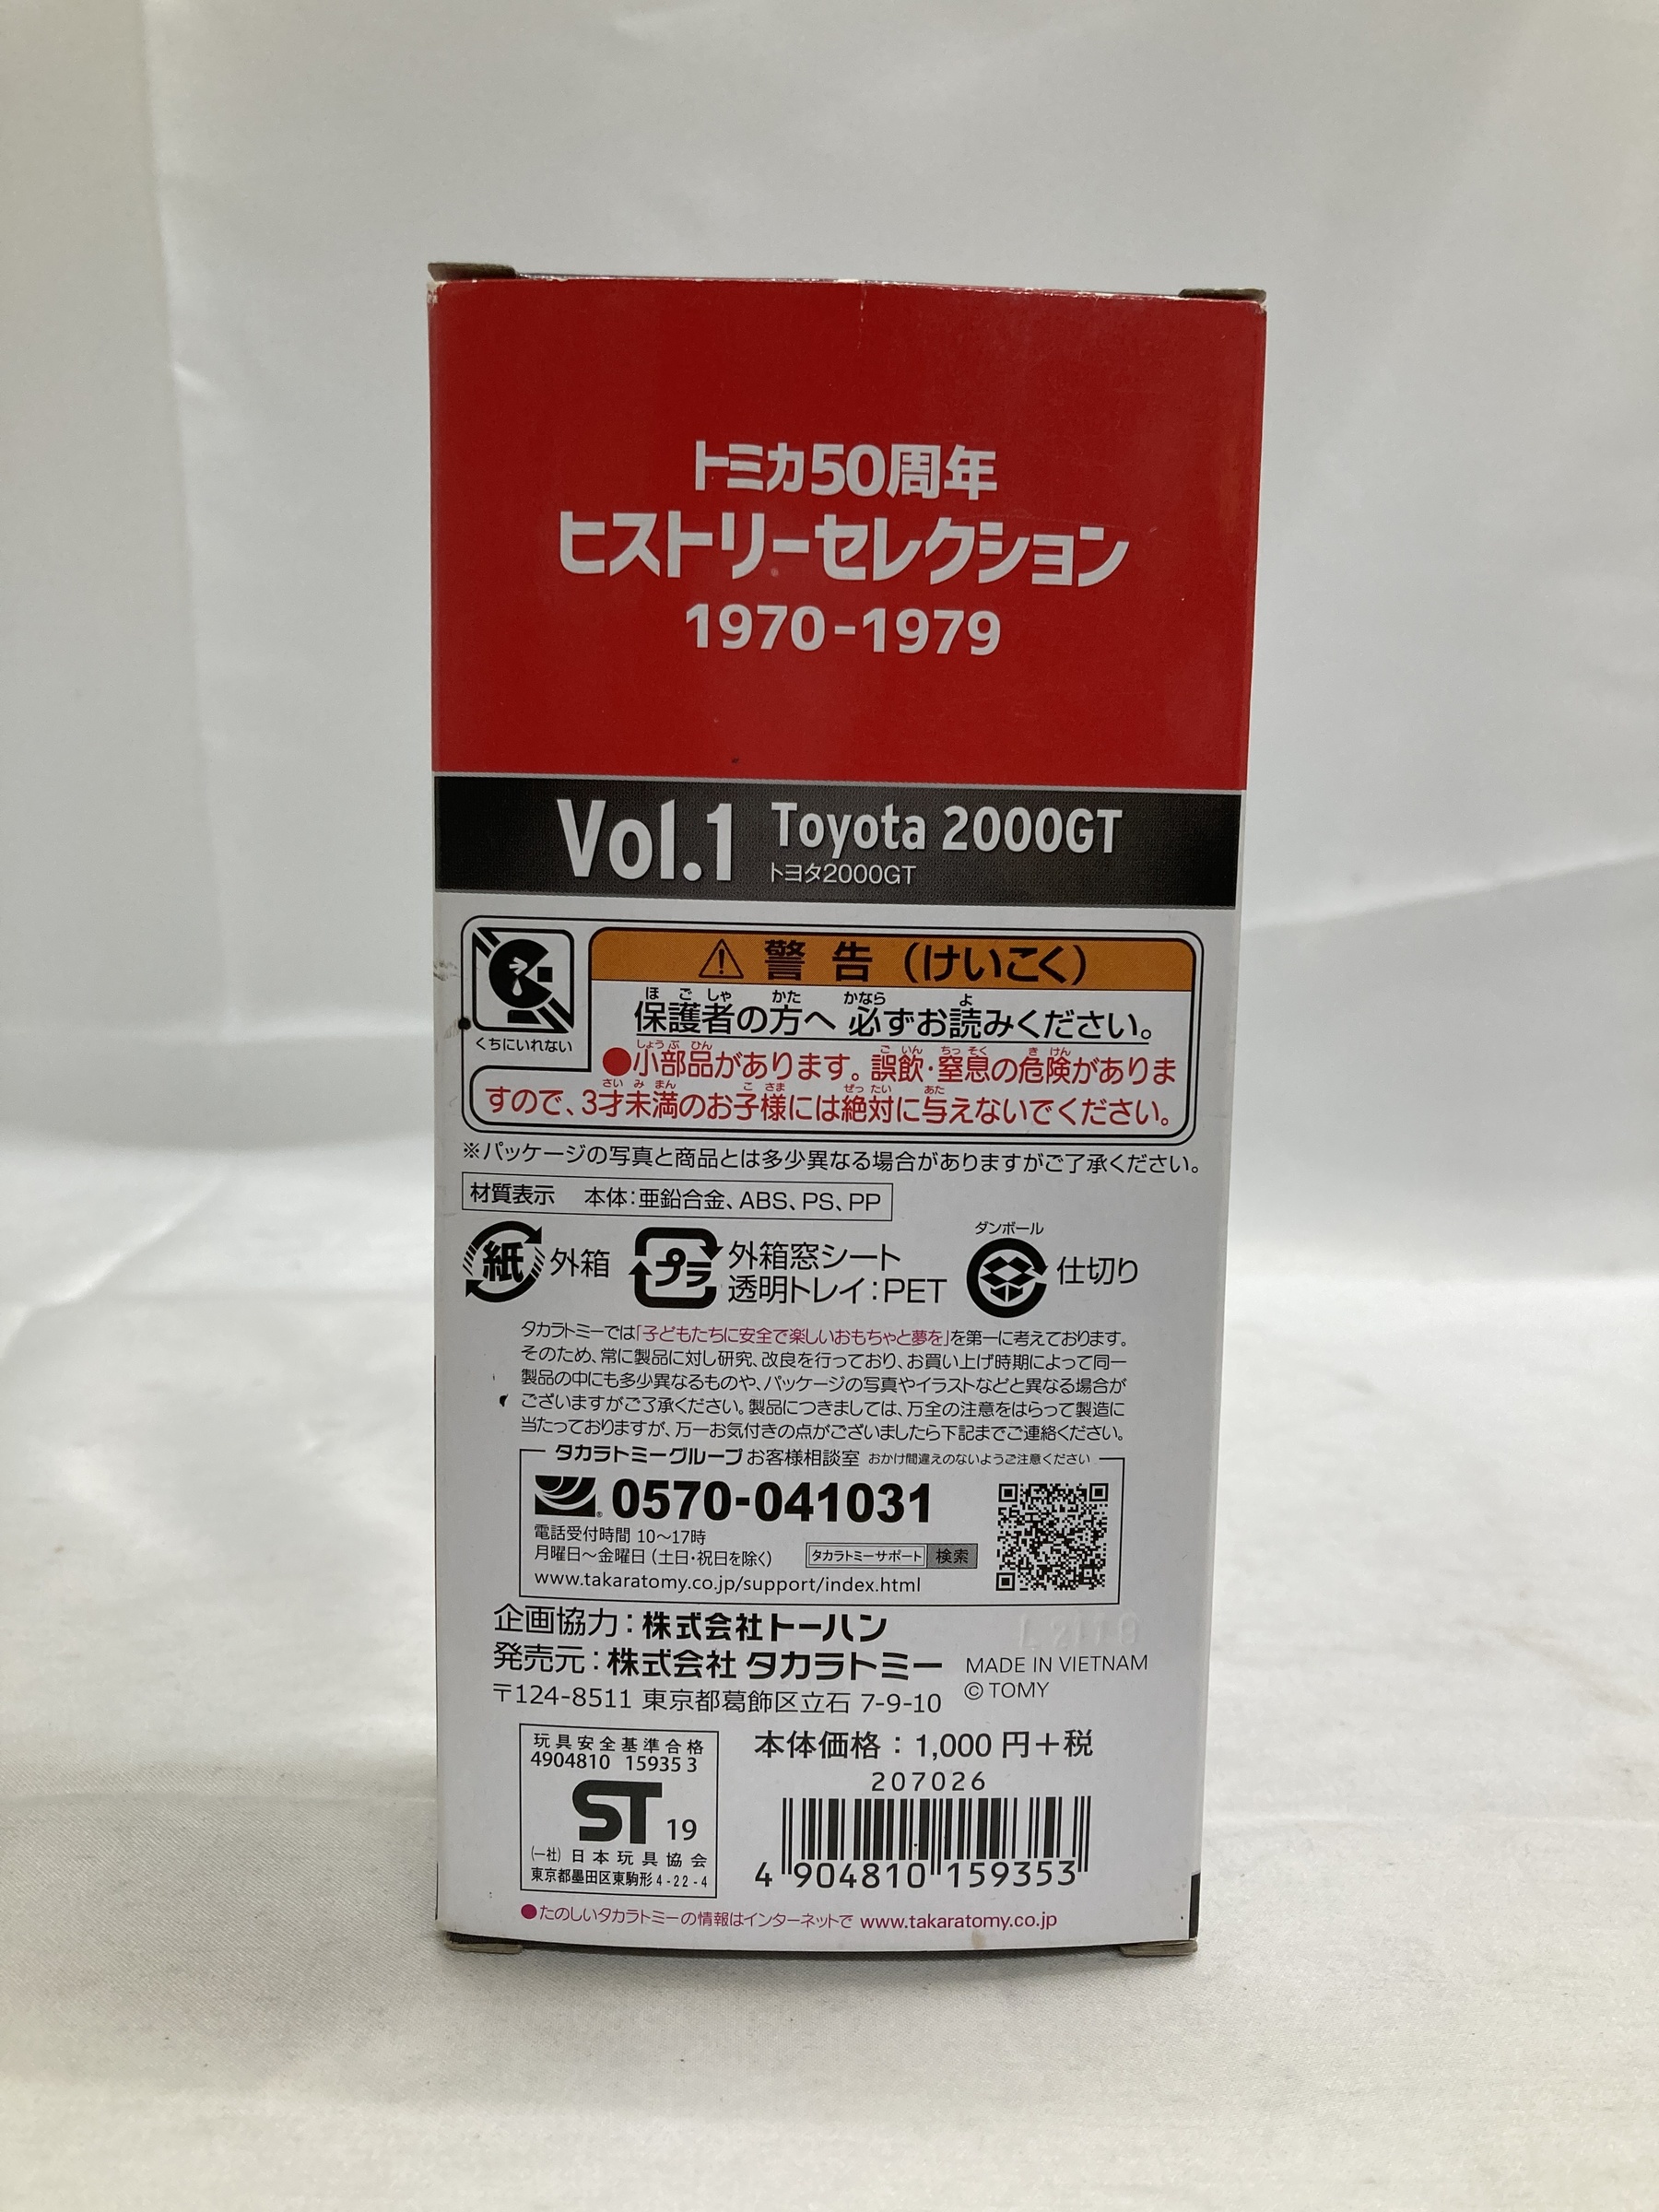 トミカ50周年
ヒストリーセレクション
1970-1979
Vol.1 Toyota 2000GT
トヨタ2000GT
警告（けいこく）
くちにいれない
保護者の方へ 必ずお読みください。
●小部品があります。誤飲・窒息の危険がありま
すので、3才未満のお子様には絶対に与えないでください。
※パッケージの写真と商品とは多少異なる場合がありますがご了承ください。
材質表示 本体：亜鉛合金、ABS、PS、PP
紙 外箱
プラ 外箱窓シート
透明トレイ：PET
ダンボール
仕切り
タカラトミーでは「子どもたちに安全で楽しいおもちゃと夢を」を第一に考えております。
そのため、常に製品に対し研究、改良を行っており、お買い上げ時期によって同一
製品の中にも多少異なるものや、パッケージの写真やイラストなどと異なる場合が
ございますがご了承ください。製品につきましては、万全の注意をはらって製造に
当たっておりますが、万一お気付きの点がございましたら下記までご連絡ください。
タカラトミーグループ お客様相談室 おかけ間違えのないようご注意ください
0570-041031
電話受付時間 10～17時
月曜日～金曜日（土日・祝日を除く）
タカラトミーサポート 検索
www.takaratomy.co.jp/support/index.html
企画協力：株式会社トーハン
発売元：株式会社 タカラトミー
〒124-8511 東京都葛飾区立石 7-9-10
MADE IN VIETNAM
© TOMY
玩具安全基準合格
4904810 15935 3
ST 19
（一社）日本玩具協会
東京都墨田区東駒形4-22-4
本体価格：1,000 円＋税
207026
4 904810 159353
●たのしいタカラトミーの情報はインターネットで www.takaratomy.co.jp